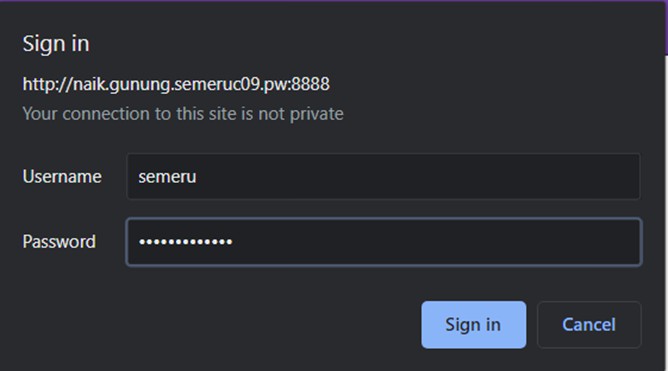 Sign in
http://naik.gunung.semeruc09.pw:8888
Your connection to this site is not private
Username semeru
Password •••••••••••••
Sign in Cancel